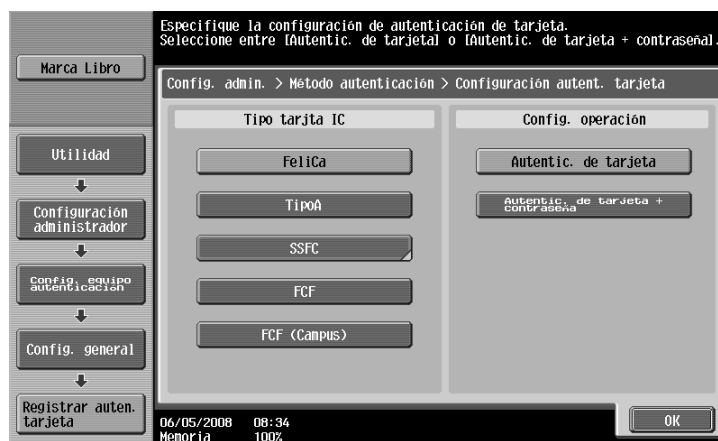 Especifique la configuración de autenticación de tarjeta.
Seleccione entre [Autentic. de tarjeta] o [Autentic. de tarjeta + contraseña].
Marca Libro
Config. admin. > Método autenticación > Configuración autent. tarjeta
Tipo tarjta IC
Config. operación
FeliCa
Autentic. de tarjeta
TipoA
Autentic. de tarjeta +
contraseña
SSFC
FCF
FCF (Campus)
Utilidad
Configuración
administrador
Config. equipo
autenticación
Config. general
Registrar auten.
tarjeta
06/05/2008 08:34
Memoria 100%
OK